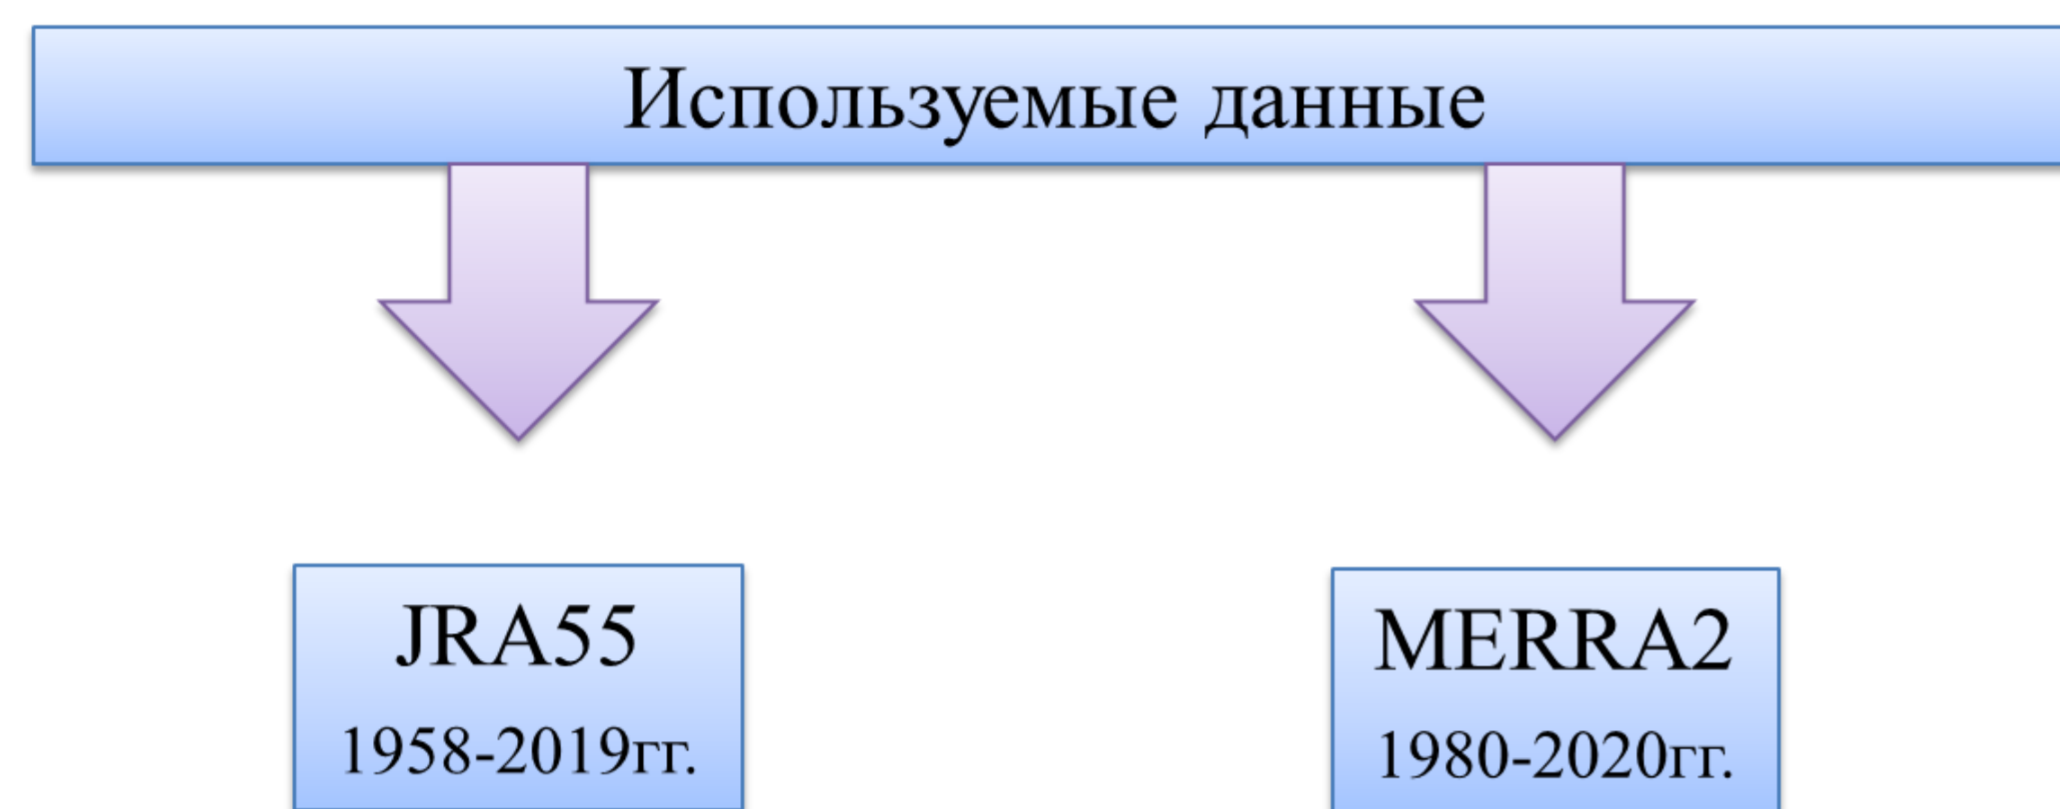 Используемые данные
JRA55
1958-2019гг.
MERRA2
1980-2020гг.